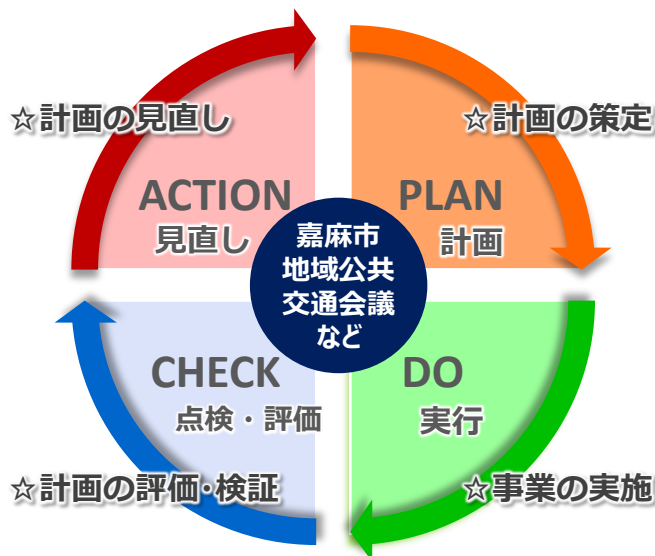 ☆計画の見直し
☆計画の策定
ACTION
見直し
PLAN
計画
嘉麻市
地域公共
交通会議
など
CHECK
点検・評価
DO
実行
☆計画の評価･検証
☆事業の実施